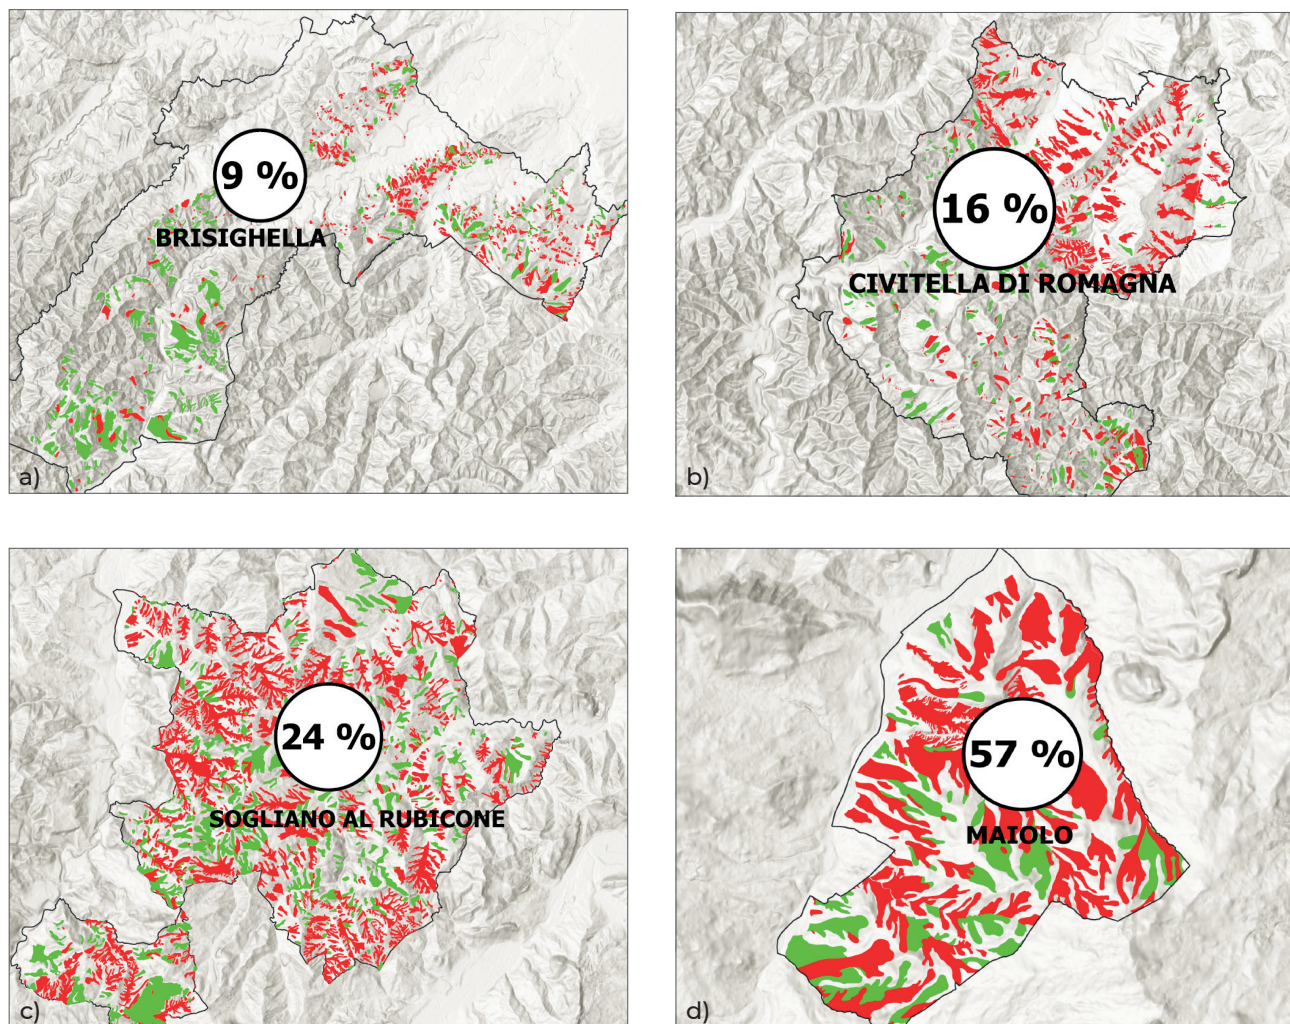 9 %
BRISIGHELLA
a)
16 %
CIVITELLA DI ROMAGNA
b)
24 %
SOGLIANO AL RUBICONE
c)
57 %
MAIOLO
d)